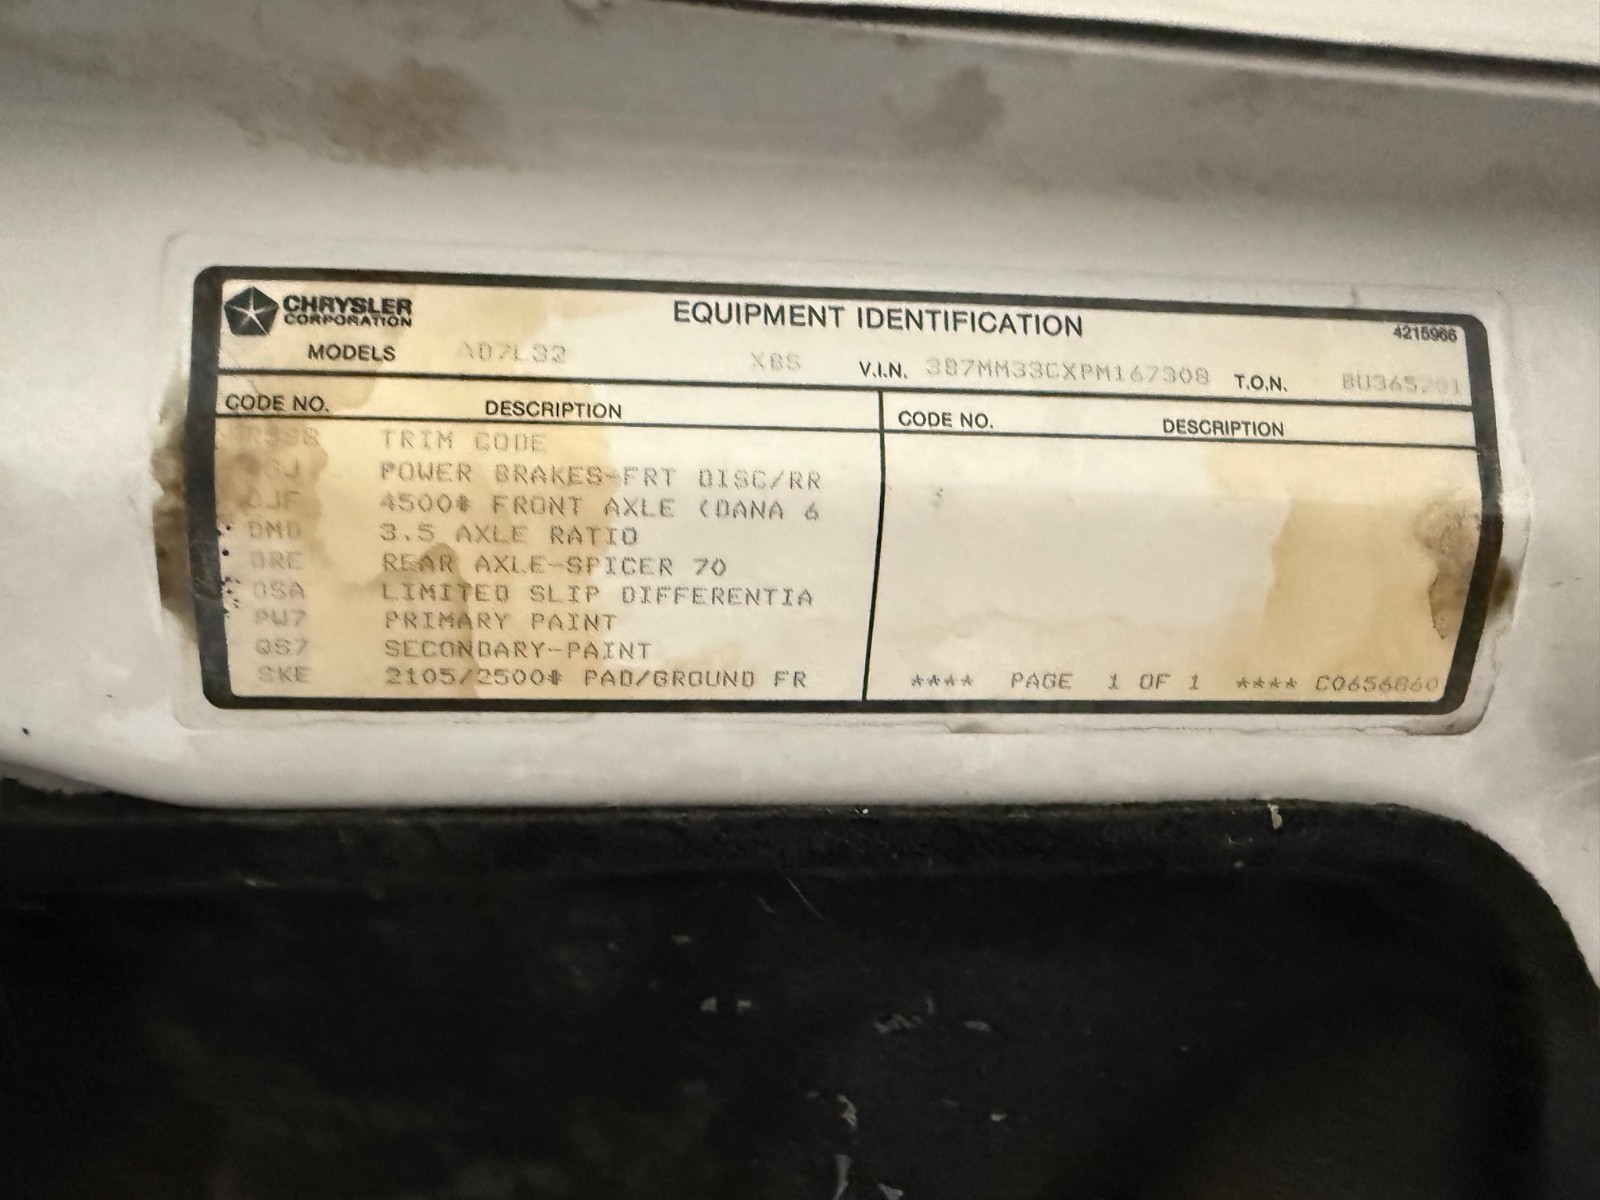 CHRYSLER CORPORATION
EQUIPMENT IDENTIFICATION
4215966
MODELS AD7L32 XBS V.I.N. 3B7MM33CXPM167308 T.O.N.
CODE NO. DESCRIPTION
TRIM CODE
POWER BRAKES-FRT DISC/RR
DJF 4500# FRONT AXLE (DANA 6
DMD 3.5 AXLE RATIO
DRE REAR AXLE-SPICER 70
DSA LIMITED SLIP DIFFERENTIA
PW7 PRIMARY PAINT
QS7 SECONDARY-PAINT
SKE 2105/2500# PAD/GROUND FR
CODE NO. DESCRIPTION
**** PAGE 1 OF 1 ****